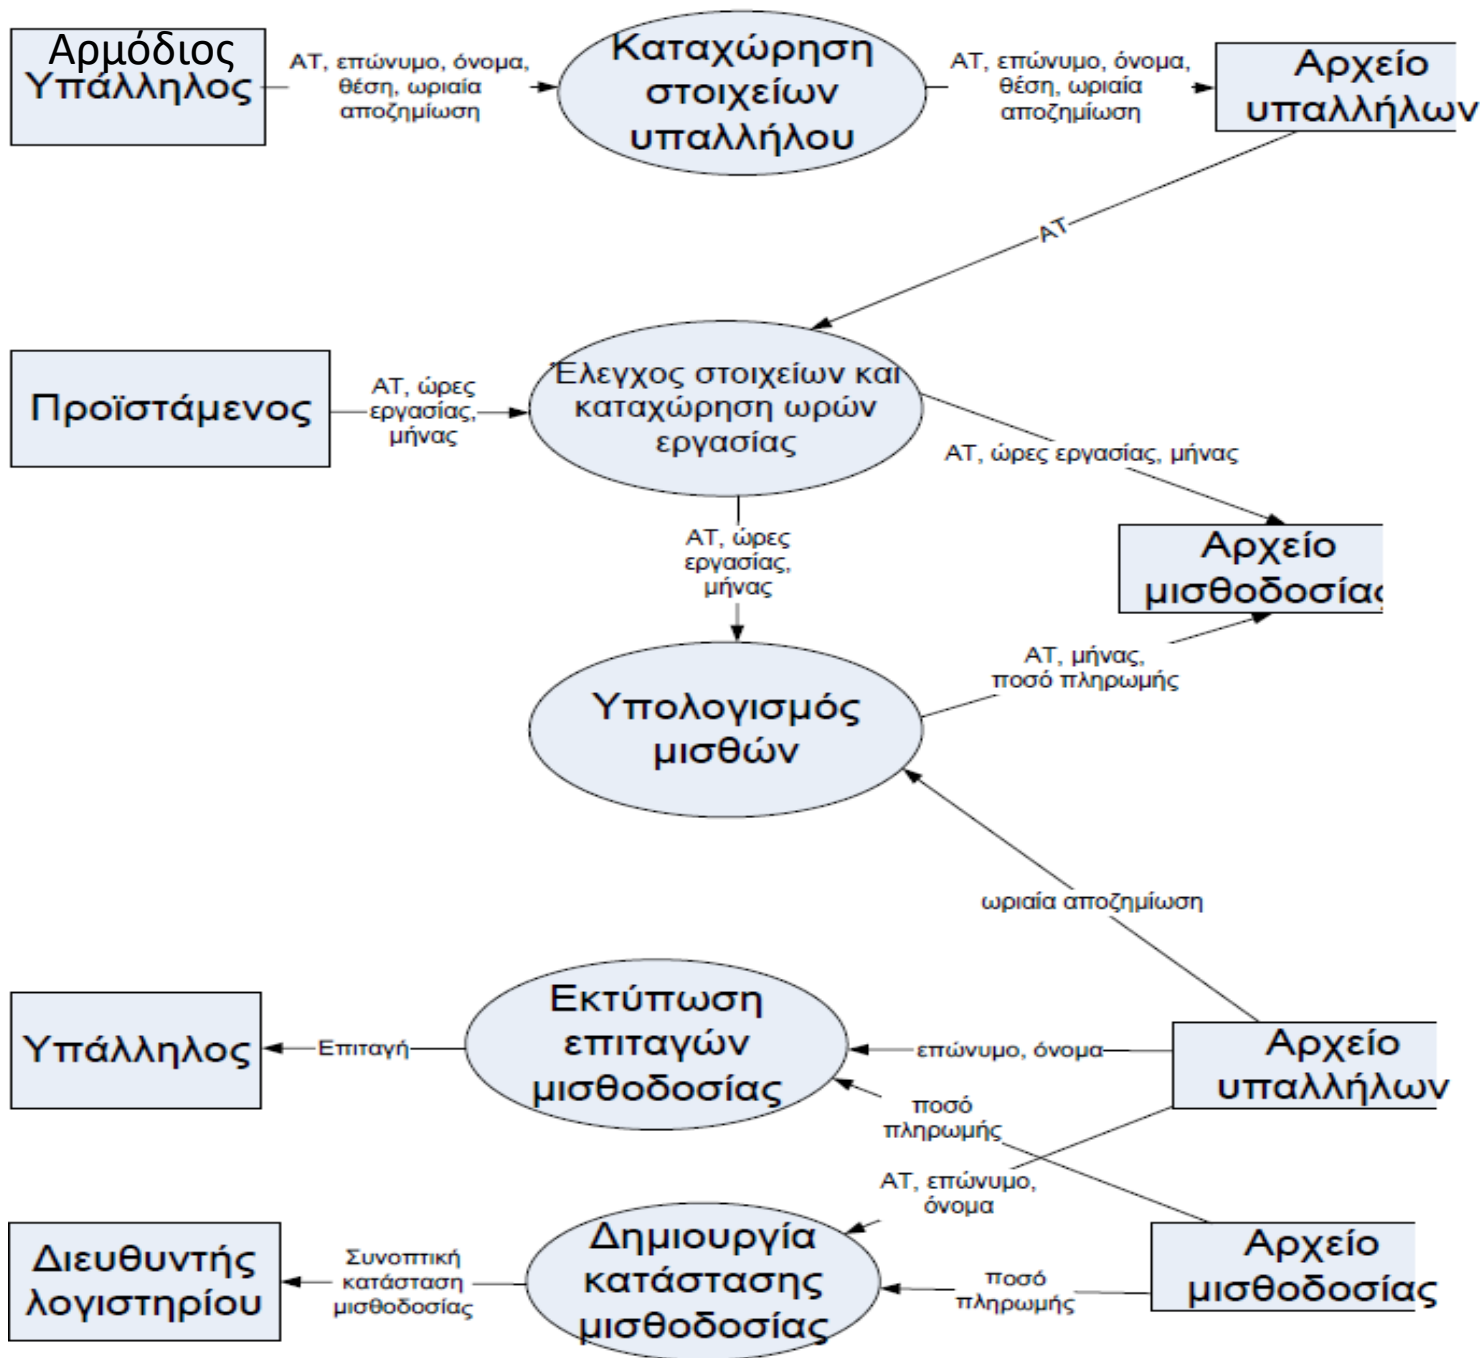 Αρμόδιος
Υπάλληλος
ΑΤ, επώνυμο, όνομα,
θέση, ωριαία
αποζημίωση
Καταχώρηση
στοιχείων
υπαλλήλου
ΑΤ, επώνυμο, όνομα,
θέση, ωριαία
αποζημίωση
Αρχείο
υπαλλήλων
ΑΤ
Προϊστάμενος
ΑΤ, ώρες
εργασίας,
μήνας
Έλεγχος στοιχείων και
καταχώρηση ωρών
εργασίας
ΑΤ, ώρες εργασίας, μήνας
ΑΤ, ώρες
εργασίας,
μήνας
Αρχείο
μισθοδοσίας
ΑΤ, μήνας,
ποσό πληρωμής
Υπολογισμός
μισθών
ωριαία αποζημίωση
Υπάλληλος
Επιταγή
Εκτύπωση
επιταγών
μισθοδοσίας
επώνυμο, όνομα
Αρχείο
υπαλλήλων
ποσό
πληρωμής
ΑΤ, επώνυμο,
όνομα
Διευθυντής
λογιστηρίου
Συνοπτική
κατάσταση
μισθοδοσίας
Δημιουργία
κατάστασης
μισθοδοσίας
ποσό
πληρωμής
Αρχείο
μισθοδοσίας